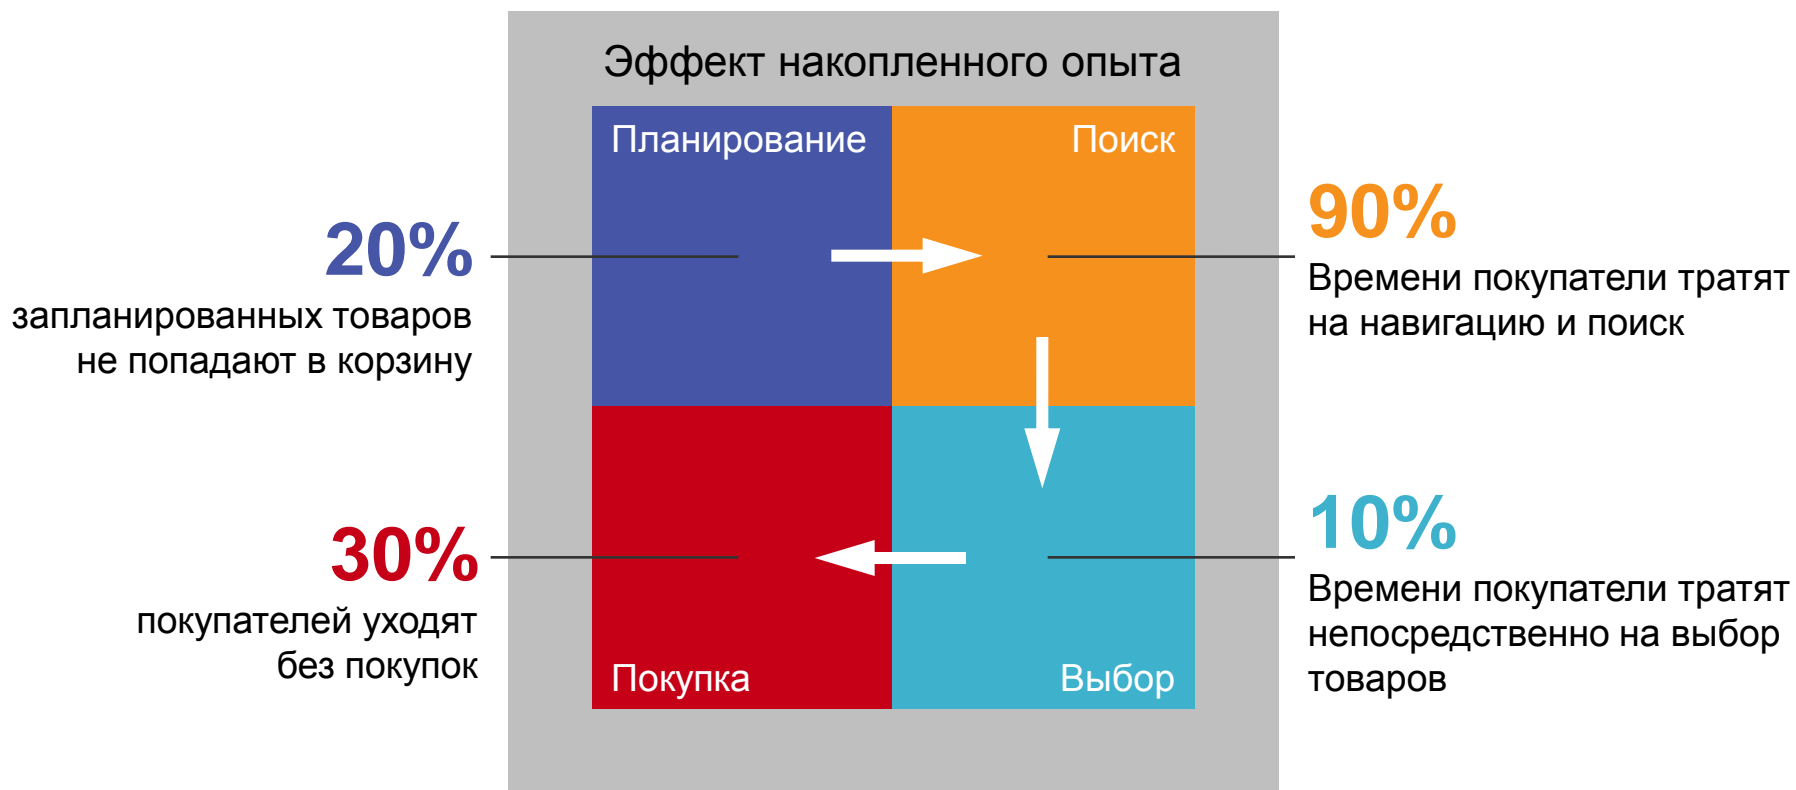 Эффект накопленного опыта
Планирование
Поиск
20%
запланированных товаров
не попадают в корзину
90%
Времени покупатели тратят
на навигацию и поиск
30%
покупателей уходят
без покупок
Покупка
Выбор
10%
Времени покупатели тратят
непосредственно на выбор
товаров